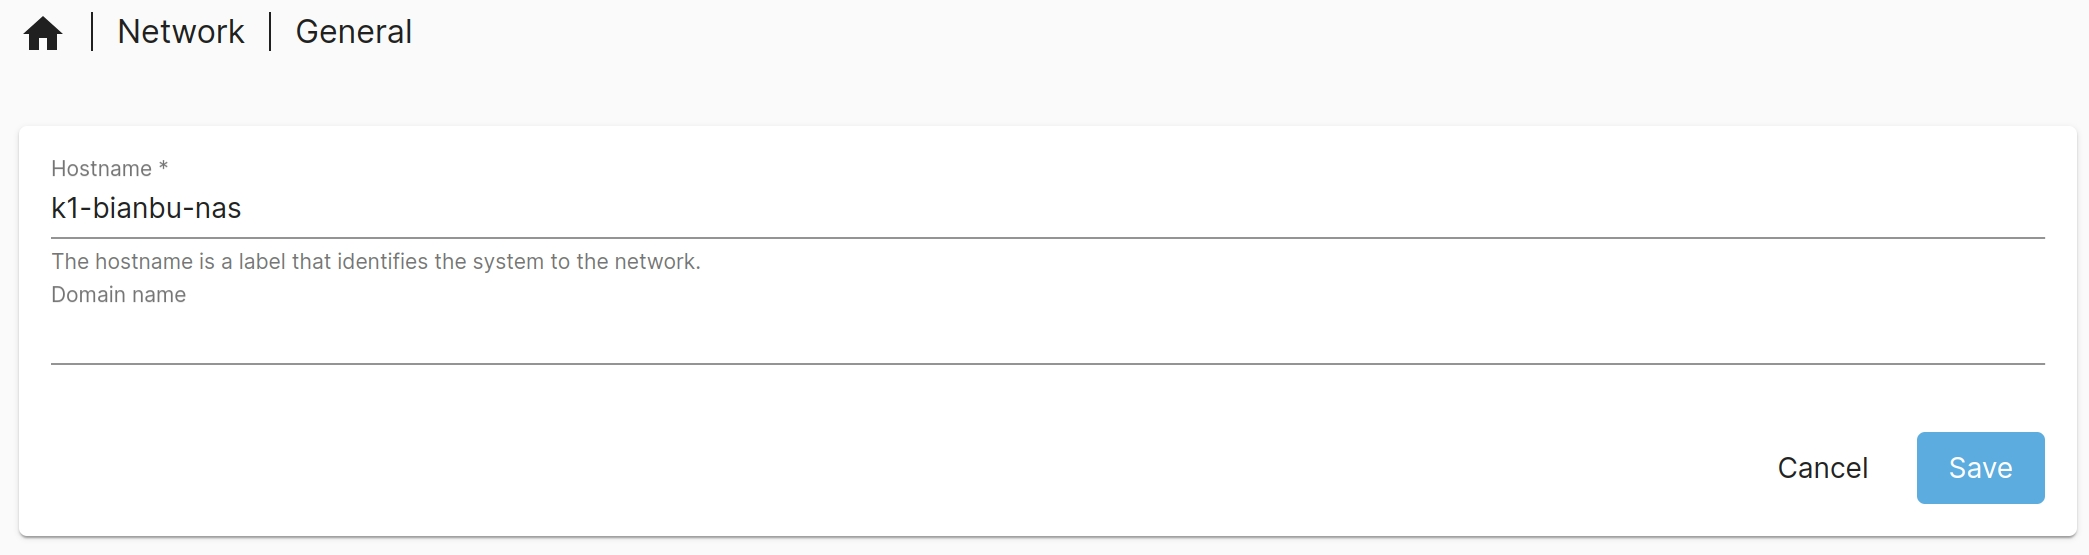 Network | General
Hostname *
k1-bianbu-nas
The hostname is a label that identifies the system to the network.
Domain name
Cancel Save